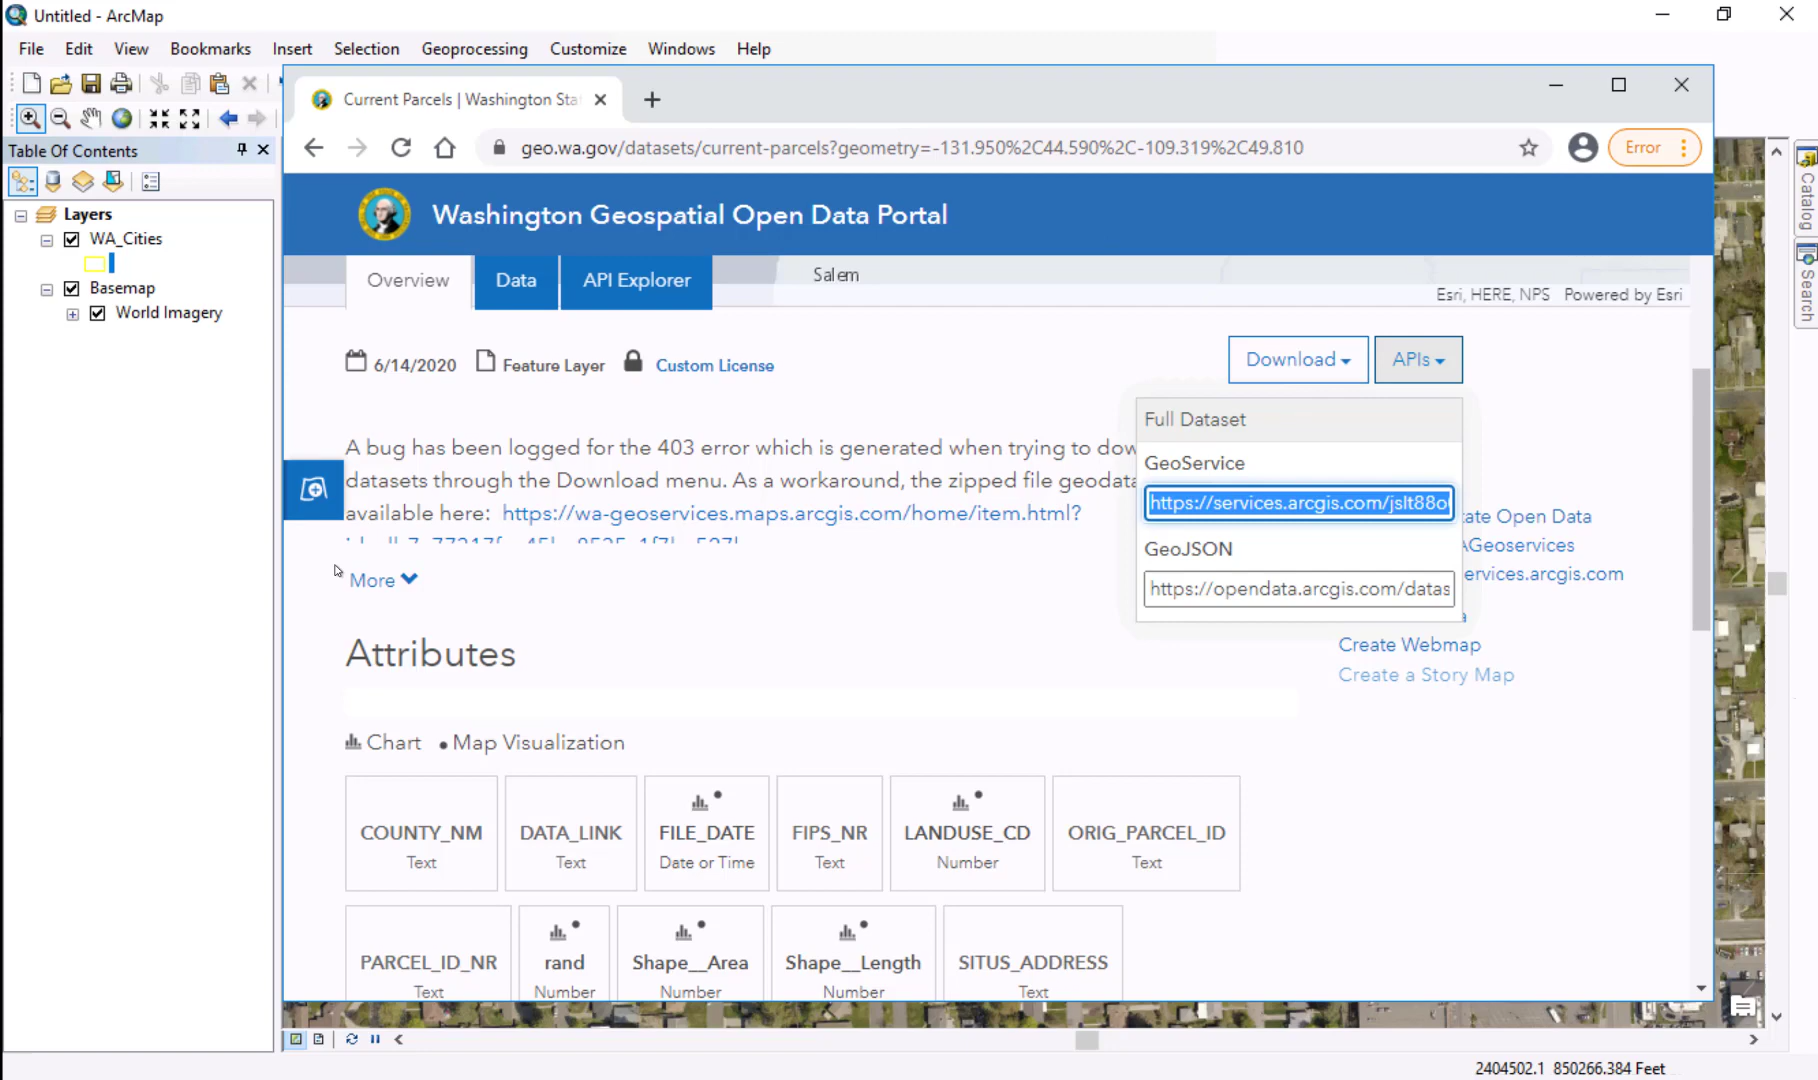 Untitled - ArcMap
File Edit View Bookmarks Insert Selection Geoprocessing Customize Windows Help
Current Parcels | Washington Sta
geo.wa.gov/datasets/current-parcels?geometry=-131.950%2C44.590%2C-109.319%2C49.810
Error
Table Of Contents
Layers
WA_Cities
Basemap
World Imagery
Catalog
Search
Washington Geospatial Open Data Portal
Overview Data API Explorer
Salem
Esri, HERE, NPS Powered by Esri
6/14/2020 Feature Layer Custom License
Download APIs
A bug has been logged for the 403 error which is generated when trying to dow
datasets through the Download menu. As a workaround, the zipped file geodata
available here: https://wa-geoservices.maps.arcgis.com/home/item.html?
More
Full Dataset
GeoService
https://services.arcgis.com/jslt88o
GeoJSON
https://opendata.arcgis.com/datas
tate Open Data
AGeoservices
ervices.arcgis.com
Create Webmap
Create a Story Map
Attributes
Chart Map Visualization
COUNTY_NM
Text
DATA_LINK
Text
FILE_DATE
Date or Time
FIPS_NR
Text
LANDUSE_CD
Number
ORIG_PARCEL_ID
Text
PARCEL_ID_NR
Text
rand
Number
Shape__Area
Number
Shape__Length
Number
SITUS_ADDRESS
Text
2404502.1 850266.384 Feet